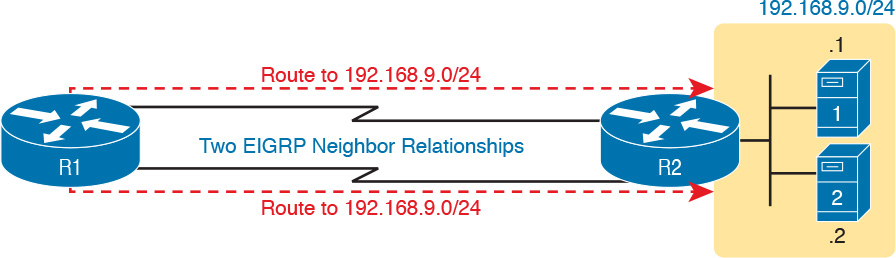 192.168.9.0/24
.1
Route to 192.168.9.0/24
1
Two EIGRP Neighbor Relationships
R1
R2
2
Route to 192.168.9.0/24
.2